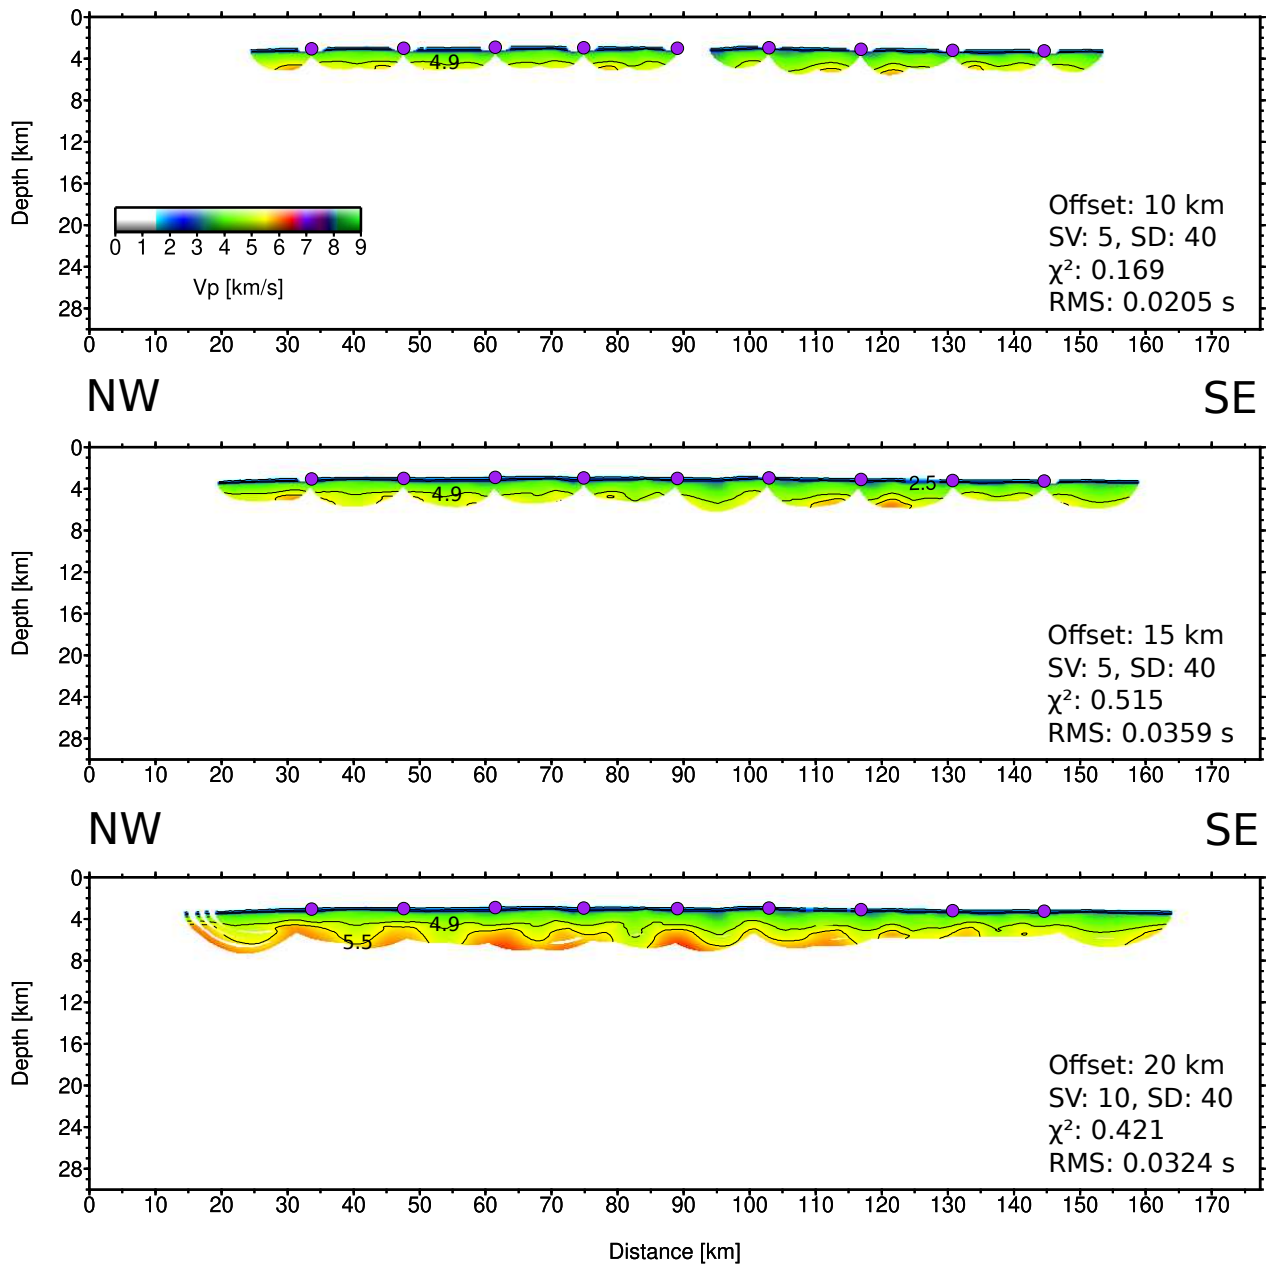 0
4
8
12
16
20
24
28
Depth [km]
4.9
0 1 2 3 4 5 6 7 8 9
Vp [km/s]
Offset: 10 km
SV: 5, SD: 40
χ²: 0.169
RMS: 0.0205 s
0 10 20 30 40 50 60 70 80 90 100 110 120 130 140 150 160 170
NW SE
0
4
8
12
16
20
24
28
Depth [km]
4.9 2.5
Offset: 15 km
SV: 5, SD: 40
χ²: 0.515
RMS: 0.0359 s
0 10 20 30 40 50 60 70 80 90 100 110 120 130 140 150 160 170
NW SE
0
4
8
12
16
20
24
28
Depth [km]
4.9
5.5
Offset: 20 km
SV: 10, SD: 40
χ²: 0.421
RMS: 0.0324 s
0 10 20 30 40 50 60 70 80 90 100 110 120 130 140 150 160 170
Distance [km]